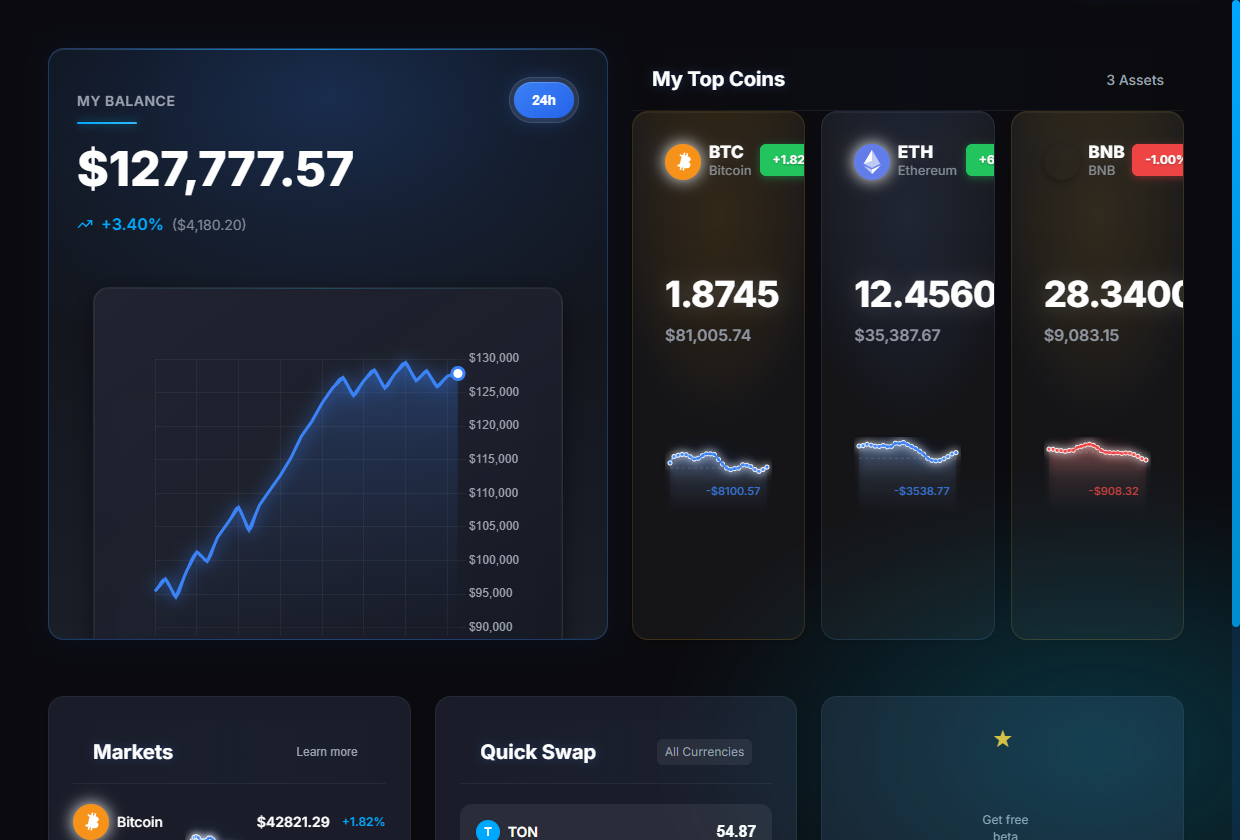 MY BALANCE
24h
$127,777.57
+3.40% ($4,180.20)
$130,000
$125,000
$120,000
$115,000
$110,000
$105,000
$100,000
$95,000
$90,000
My Top Coins
3 Assets
BTC
Bitcoin
+1.82
1.8745
$81,005.74
-$8100.57
ETH
Ethereum
+6
12.4560
$35,387.67
-$3538.77
BNB
BNB
-1.00%
28.3400
$9,083.15
-$908.32
Markets
Learn more
Bitcoin
$42821.29
+1.82%
Quick Swap
All Currencies
T
TON
54.87
Get free
beta